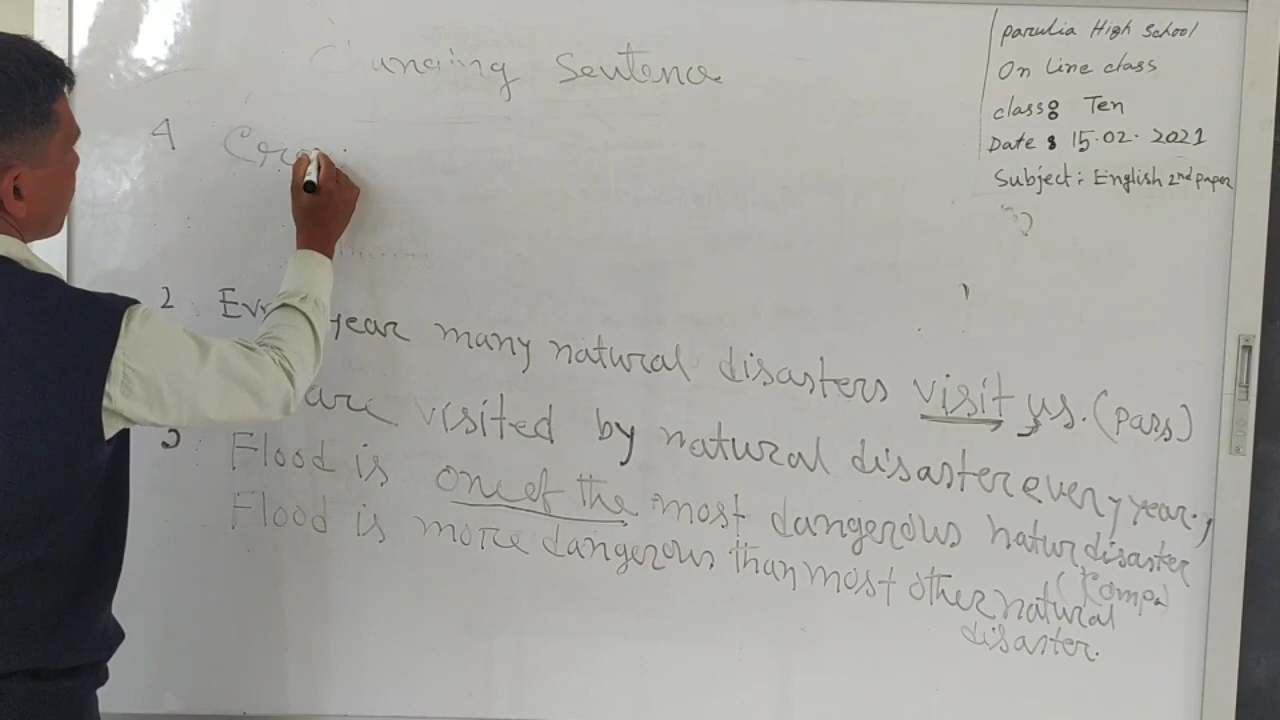 Changing Sentence
parulia High School
On line class
class: Ten
Date : 15.02.2021
Subject: English 2nd paper
4 Cro
2 Every year many natural disasters visit us. (pass)
are visited by natural disaster every year.
3 Flood is one of the most dangerous natur disaster
(Compa)
Flood is more dangerous than most other natural
disaster.